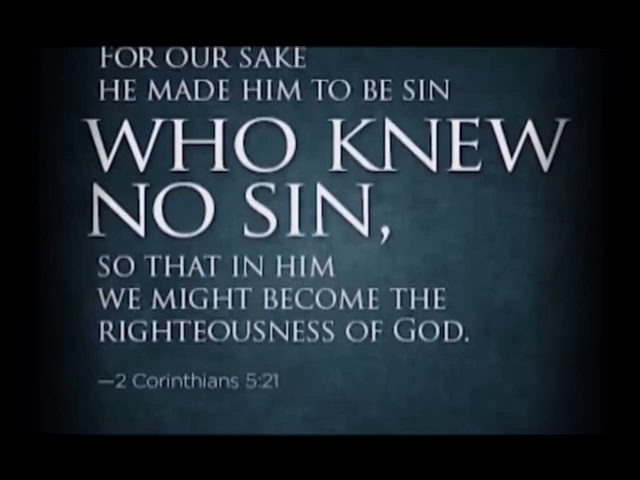 FOR OUR SAKE
HE MADE HIM TO BE SIN
WHO KNEW
NO SIN,
SO THAT IN HIM
WE MIGHT BECOME THE
RIGHTEOUSNESS OF GOD.
—2 Corinthians 5:21